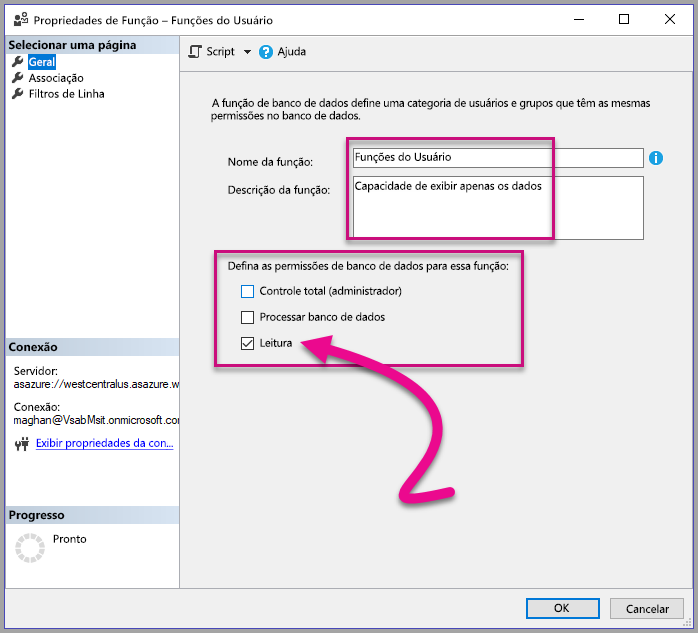 Propriedades de Função – Funções do Usuário
Selecionar uma página
Geral
Associação
Filtros de Linha
Script
Ajuda
A função de banco de dados define uma categoria de usuários e grupos que têm as mesmas
permissões no banco de dados.
Nome da função:
Funções do Usuário
Descrição da função:
Capacidade de exibir apenas os dados
Defina as permissões de banco de dados para essa função:
Controle total (administrador)
Processar banco de dados
Leitura
Conexão
Servidor:
asazure://westcentralus.asazure.w
Conexão:
maghan@VsabMsit.onmicrosoft.co
Exibir propriedades da con...
Progresso
Pronto
OK
Cancelar